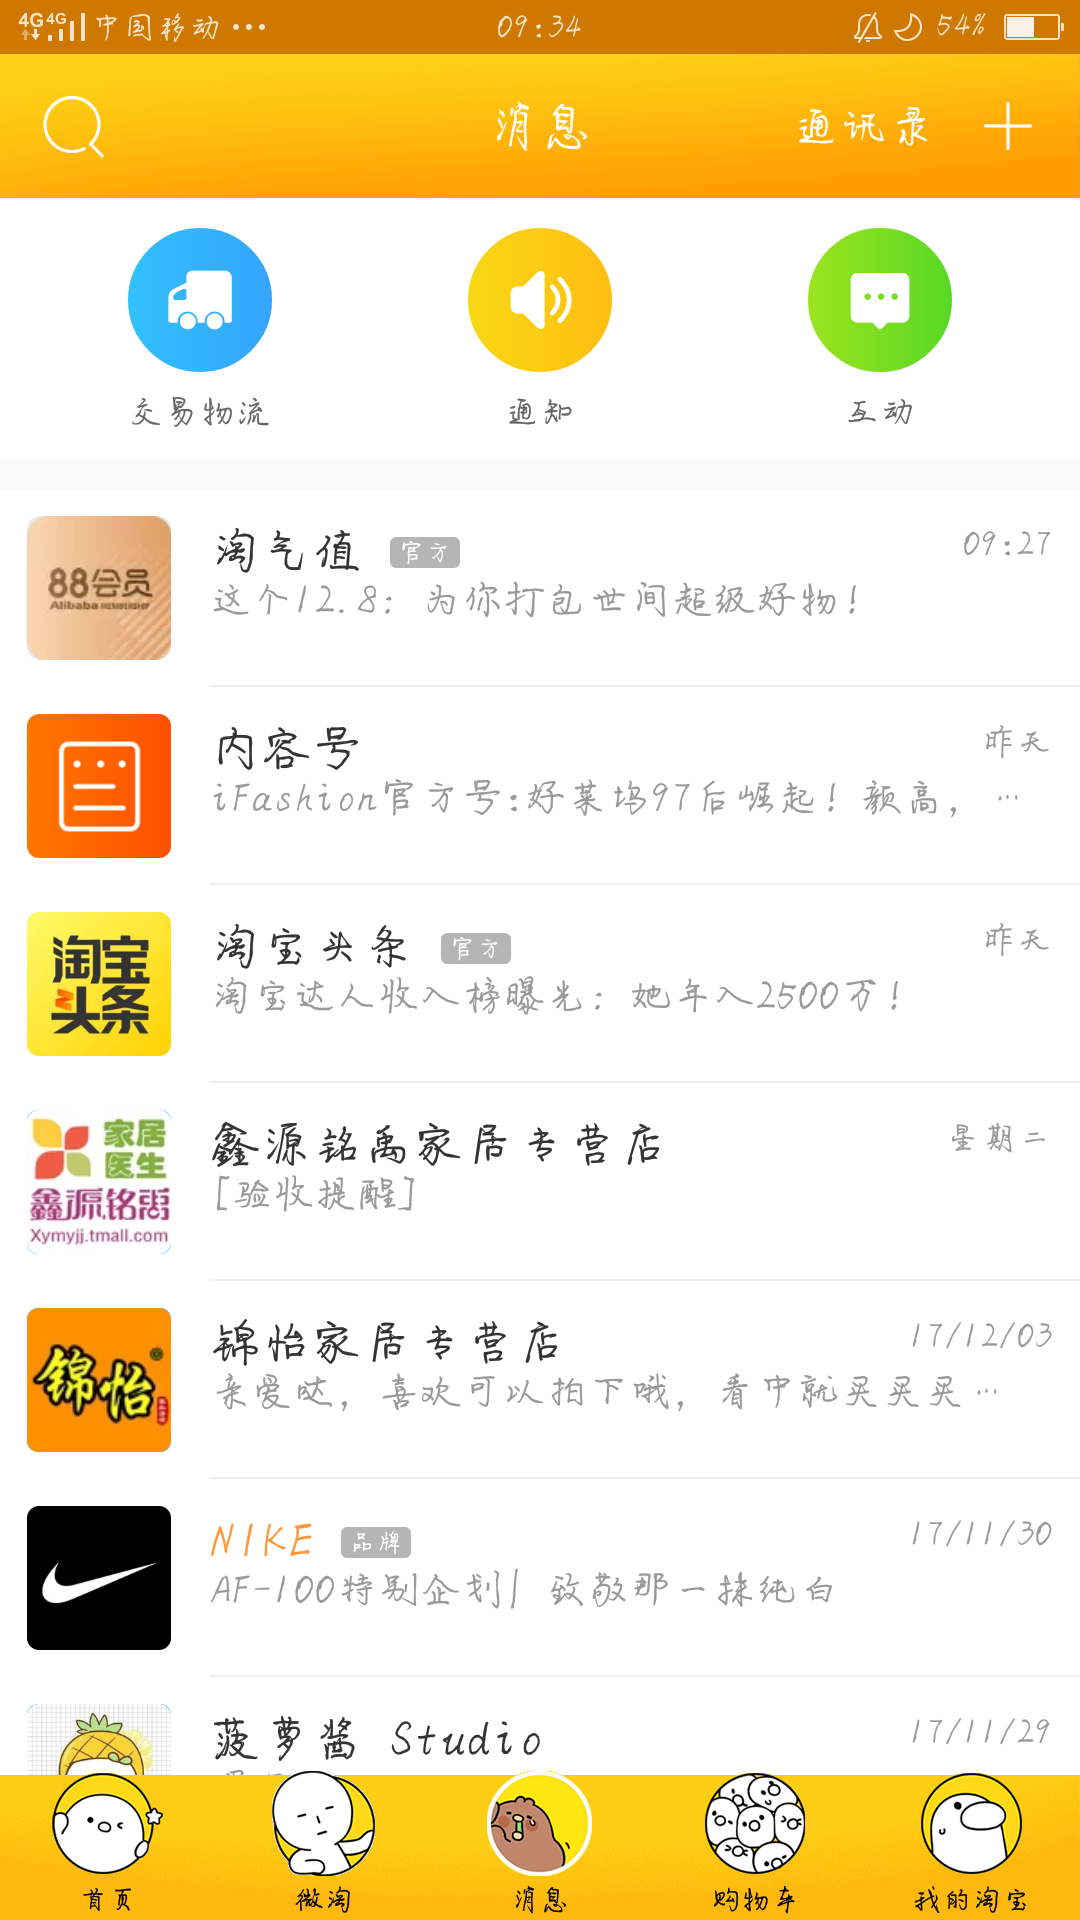 4G 4G 中国移动 ··· 09:34 54%
消息 通讯录
交易物流 通知 互动
88会员
Alibaba MEMBERSHIP
淘气值 官方 09:27
这个12.8：为你打包世间超级好物！
内容号 昨天
iFashion官方号:好莱坞97后崛起！颜高，…
淘宝头条
淘宝头条 官方 昨天
淘宝达人收入榜曝光：她年入2500万！
家居医生
鑫源铭禹
Xymyjj.tmall.com
鑫源铭禹家居专营店 星期二
[验收提醒]
锦怡
锦怡家居专营店 17/12/03
亲爱哒，喜欢可以拍下哦，看中就买买买…
NIKE 品牌 17/11/30
AF-100特别企划| 致敬那一抹纯白
菠萝酱 Studio 17/11/29
首页 微淘 消息 购物车 我的淘宝